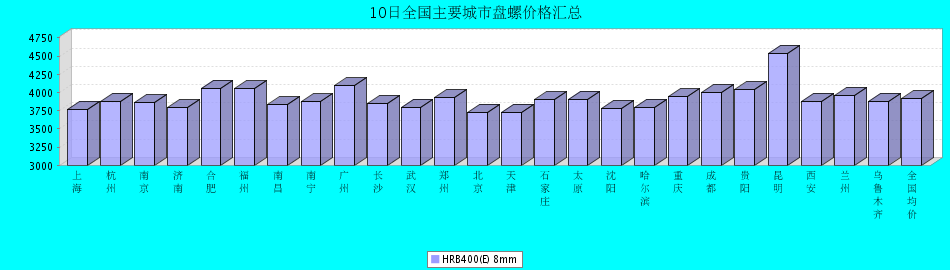 10日全国主要城市盘螺价格汇总
4750
4500
4250
4000
3750
3500
3250
3000
上海
杭州
南京
济南
合肥
福州
南昌
南宁
广州
长沙
武汉
郑州
北京
天津
石家庄
太原
沈阳
哈尔滨
重庆
成都
贵阳
昆明
西安
兰州
乌鲁木齐
全国均价
HRB400(E) 8mm